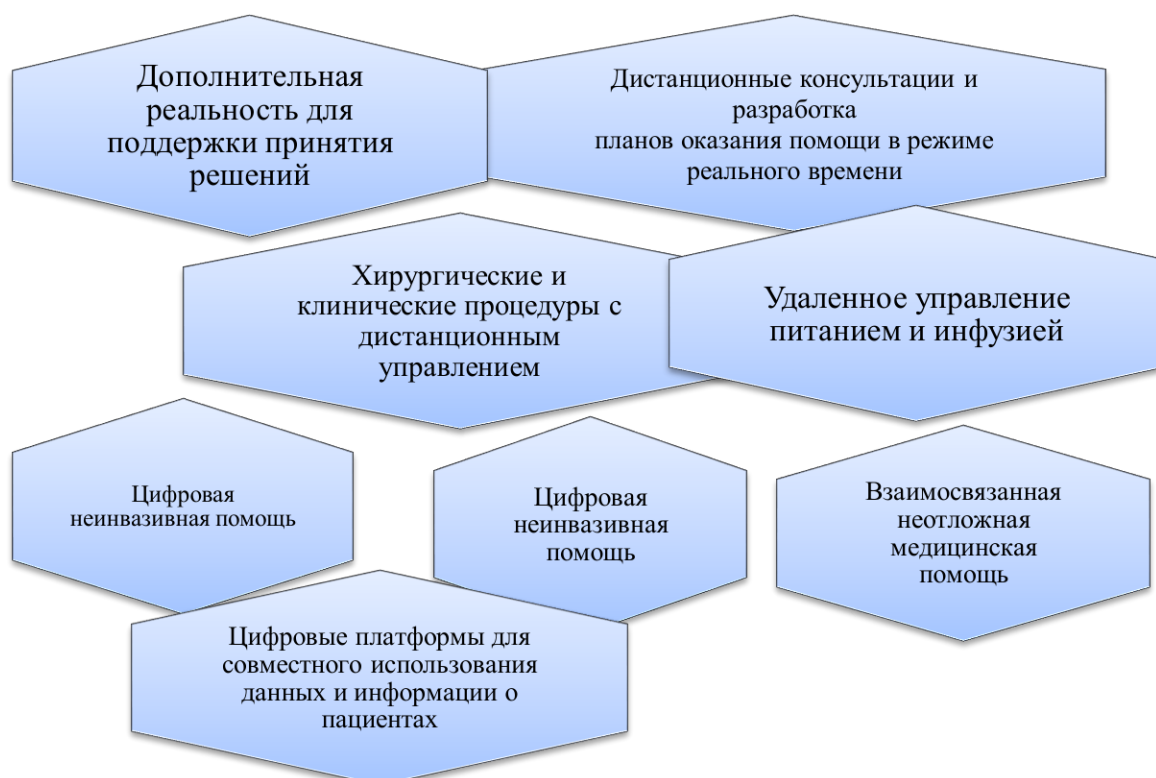 Дополнительная
реальность для
поддержки принятия
решений
Дистанционные консультации и
разработка
планов оказания помощи в режиме
реального времени
Хирургические и
клинические процедуры с
дистанционным
управлением
Удаленное управление
питанием и инфузией
Цифровая
неинвазивная помощь
Цифровая
неинвазивная
помощь
Взаимосвязанная
неотложная
медицинская
помощь
Цифровые платформы для
совместного использования
данных и информации о
пациентах